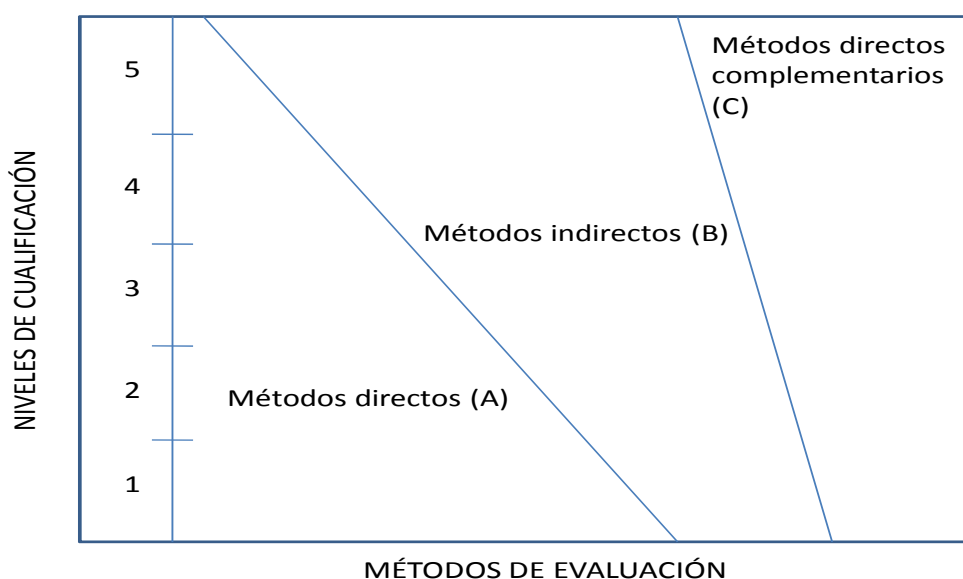 NIVELES DE CUALIFICACIÓN
5
4
3
2
1
Métodos directos
complementarios
(C)
Métodos indirectos (B)
Métodos directos (A)
MÉTODOS DE EVALUACIÓN